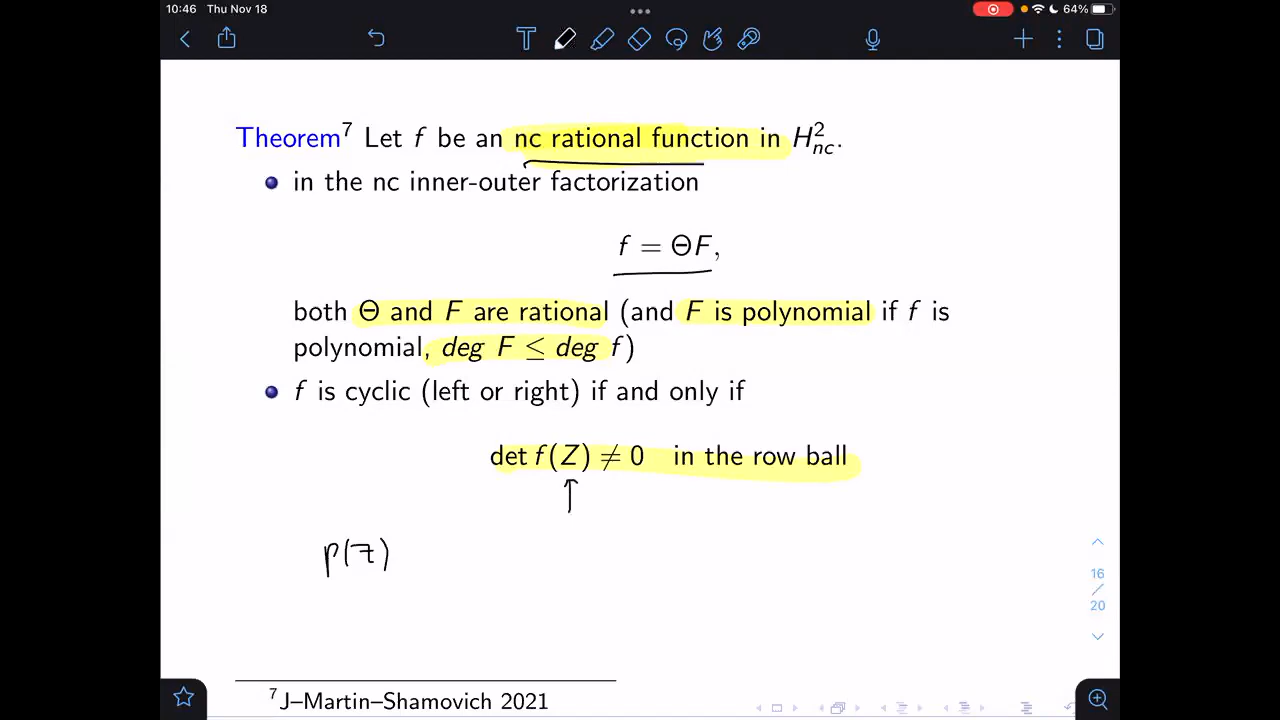 10:46 Thu Nov 18
64%
T
Theorem⁷ Let f be an nc rational function in H²ₙ꜀.
in the nc inner-outer factorization
f = ΘF,
both Θ and F are rational (and F is polynomial if f is
polynomial, deg F ≤ deg f)
f is cyclic (left or right) if and only if
det f(Z) ≠ 0 in the row ball
p(z)
16
/
20
⁷J–Martin–Shamovich 2021